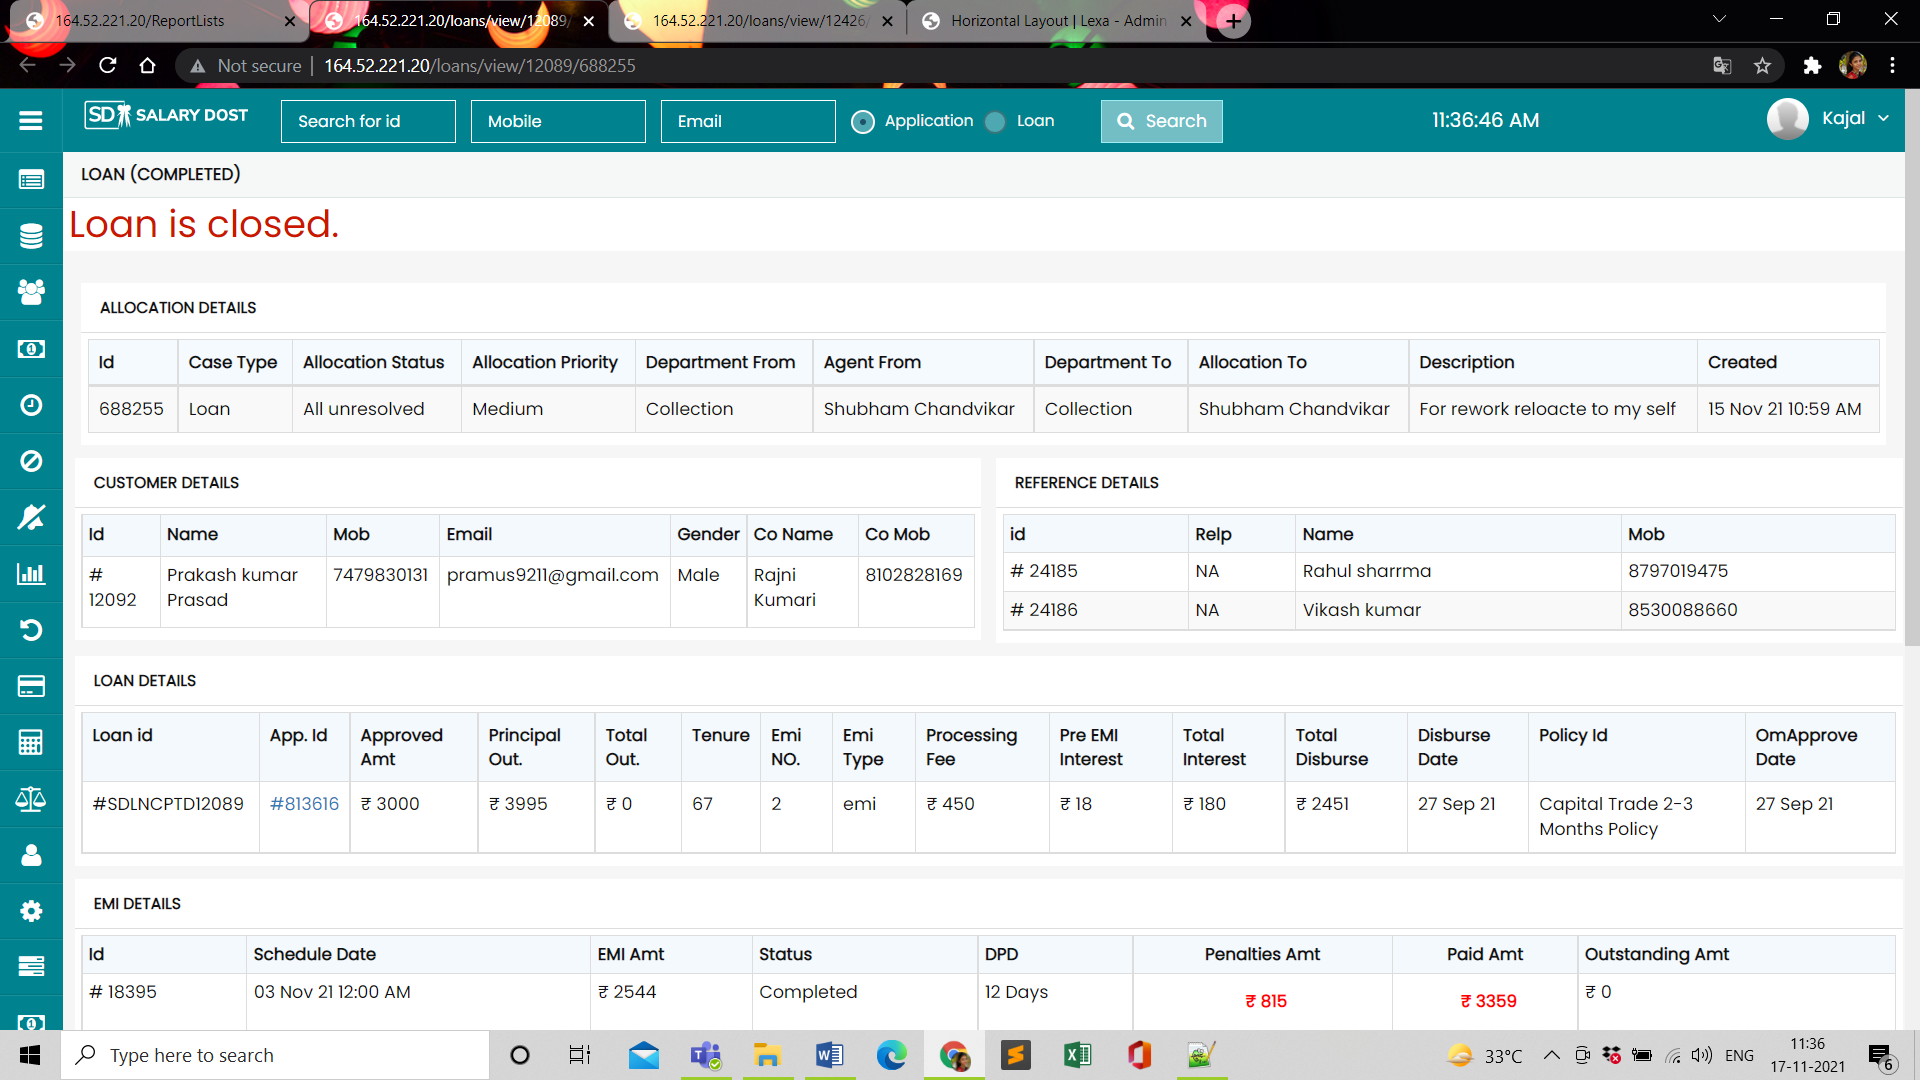 164.52.221.20/ReportLists
164.52.221.20/loans/view/12089/
164.52.221.20/loans/view/12426/
Horizontal Layout | Lexa - Admin
Not secure | 164.52.221.20/loans/view/12089/688255
SD SALARY DOST
Search for id
Mobile
Email
Application
Loan
Search
11:36:46 AM
Kajal
LOAN (COMPLETED)
Loan is closed.
ALLOCATION DETAILS
Id Case Type Allocation Status Allocation Priority Department From Agent From Department To Allocation To Description Created
688255 Loan All unresolved Medium Collection Shubham Chandvikar Collection Shubham Chandvikar For rework reloacte to my self 15 Nov 21 10:59 AM
CUSTOMER DETAILS
Id Name Mob Email Gender Co Name Co Mob
# Prakash kumar 7479830131 pramus9211@gmail.com Male Rajni 8102828169
12092 Prasad Kumari
REFERENCE DETAILS
id Relp Name Mob
# 24185 NA Rahul sharrma 8797019475
# 24186 NA Vikash kumar 8530088660
LOAN DETAILS
Loan id App. Id Approved Principal Total Tenure Emi Emi Processing Pre EMI Total Total Disburse Policy Id OmApprove
Amt Out. Out. NO. Type Fee Interest Interest Disburse Date Date
#SDLNCPTD12089 #813616 ₹ 3000 ₹ 3995 ₹ 0 67 2 emi ₹ 450 ₹ 18 ₹ 180 ₹ 2451 27 Sep 21 Capital Trade 2-3 27 Sep 21
Months Policy
EMI DETAILS
Id Schedule Date EMI Amt Status DPD Penalties Amt Paid Amt Outstanding Amt
# 18395 03 Nov 21 12:00 AM ₹ 2544 Completed 12 Days ₹ 815 ₹ 3359 ₹ 0
Type here to search
33°C
ENG
11:36
17-11-2021
6